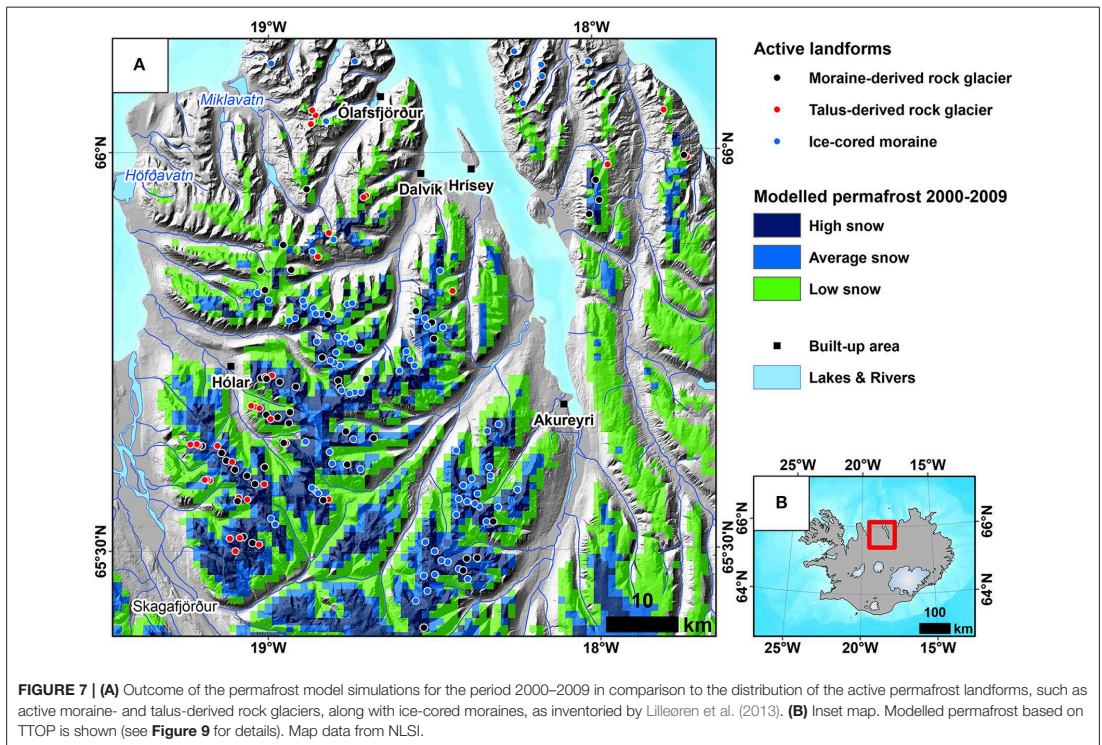 19°W
18°W
A
Miklavatn
Ólafsfjörður
66°N
66°N
Höfðavatn
Dalvík
Hrísey
Hólar
Akureyri
65°30'N
65°30'N
Skagafjörður
10
km
19°W
18°W
Active landforms
Moraine-derived rock glacier
Talus-derived rock glacier
Ice-cored moraine
Modelled permafrost 2000-2009
High snow
Average snow
Low snow
Built-up area
Lakes & Rivers
25°W
20°W
15°W
B
66°N
66°N
64°N
64°N
100
km
25°W
20°W
15°W
FIGURE 7 | (A) Outcome of the permafrost model simulations for the period 2000–2009 in comparison to the distribution of the active permafrost landforms, such as
active moraine- and talus-derived rock glaciers, along with ice-cored moraines, as inventoried by Lilleøren et al. (2013). (B) Inset map. Modelled permafrost based on
TTOP is shown (see Figure 9 for details). Map data from NLSI.